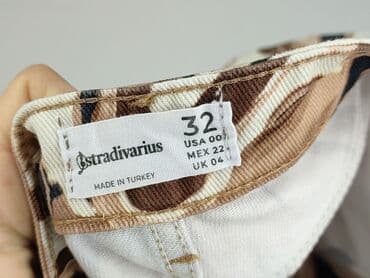 stradivarius
MADE IN TURKEY
32
USA 00
MEX 22
UK 04